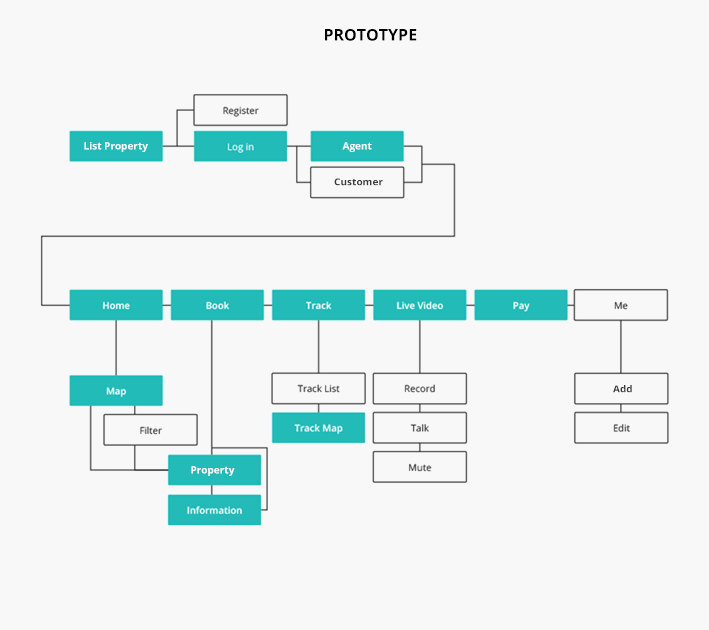 PROTOTYPE
Register
List Property
Log in
Agent
Customer
Home
Book
Track
Live Video
Pay
Me
Map
Track List
Record
Add
Filter
Track Map
Talk
Edit
Property
Mute
Information